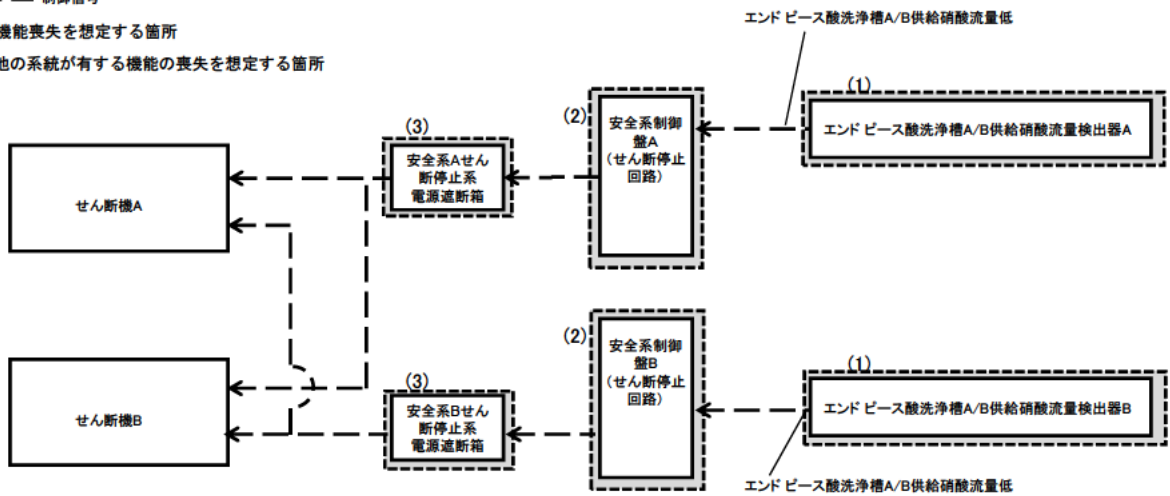 機能喪失を想定する箇所
他の系統が有する機能の喪失を想定する箇所
エンド ピース酸洗浄槽A/B供給硝酸流量低
(1)
エンド ピース酸洗浄槽A/B供給硝酸流量検出器A
(2)
安全系制御
盤A
(せん断停止
回路)
(3)
安全系Aせん
断停止系
電源遮断箱
せん断機A
(1)
エンド ピース酸洗浄槽A/B供給硝酸流量検出器B
(2)
安全系制御
盤B
(せん断停止
回路)
(3)
安全系Bせん
断停止系
電源遮断箱
せん断機B
エンド ピース酸洗浄槽A/B供給硝酸流量低